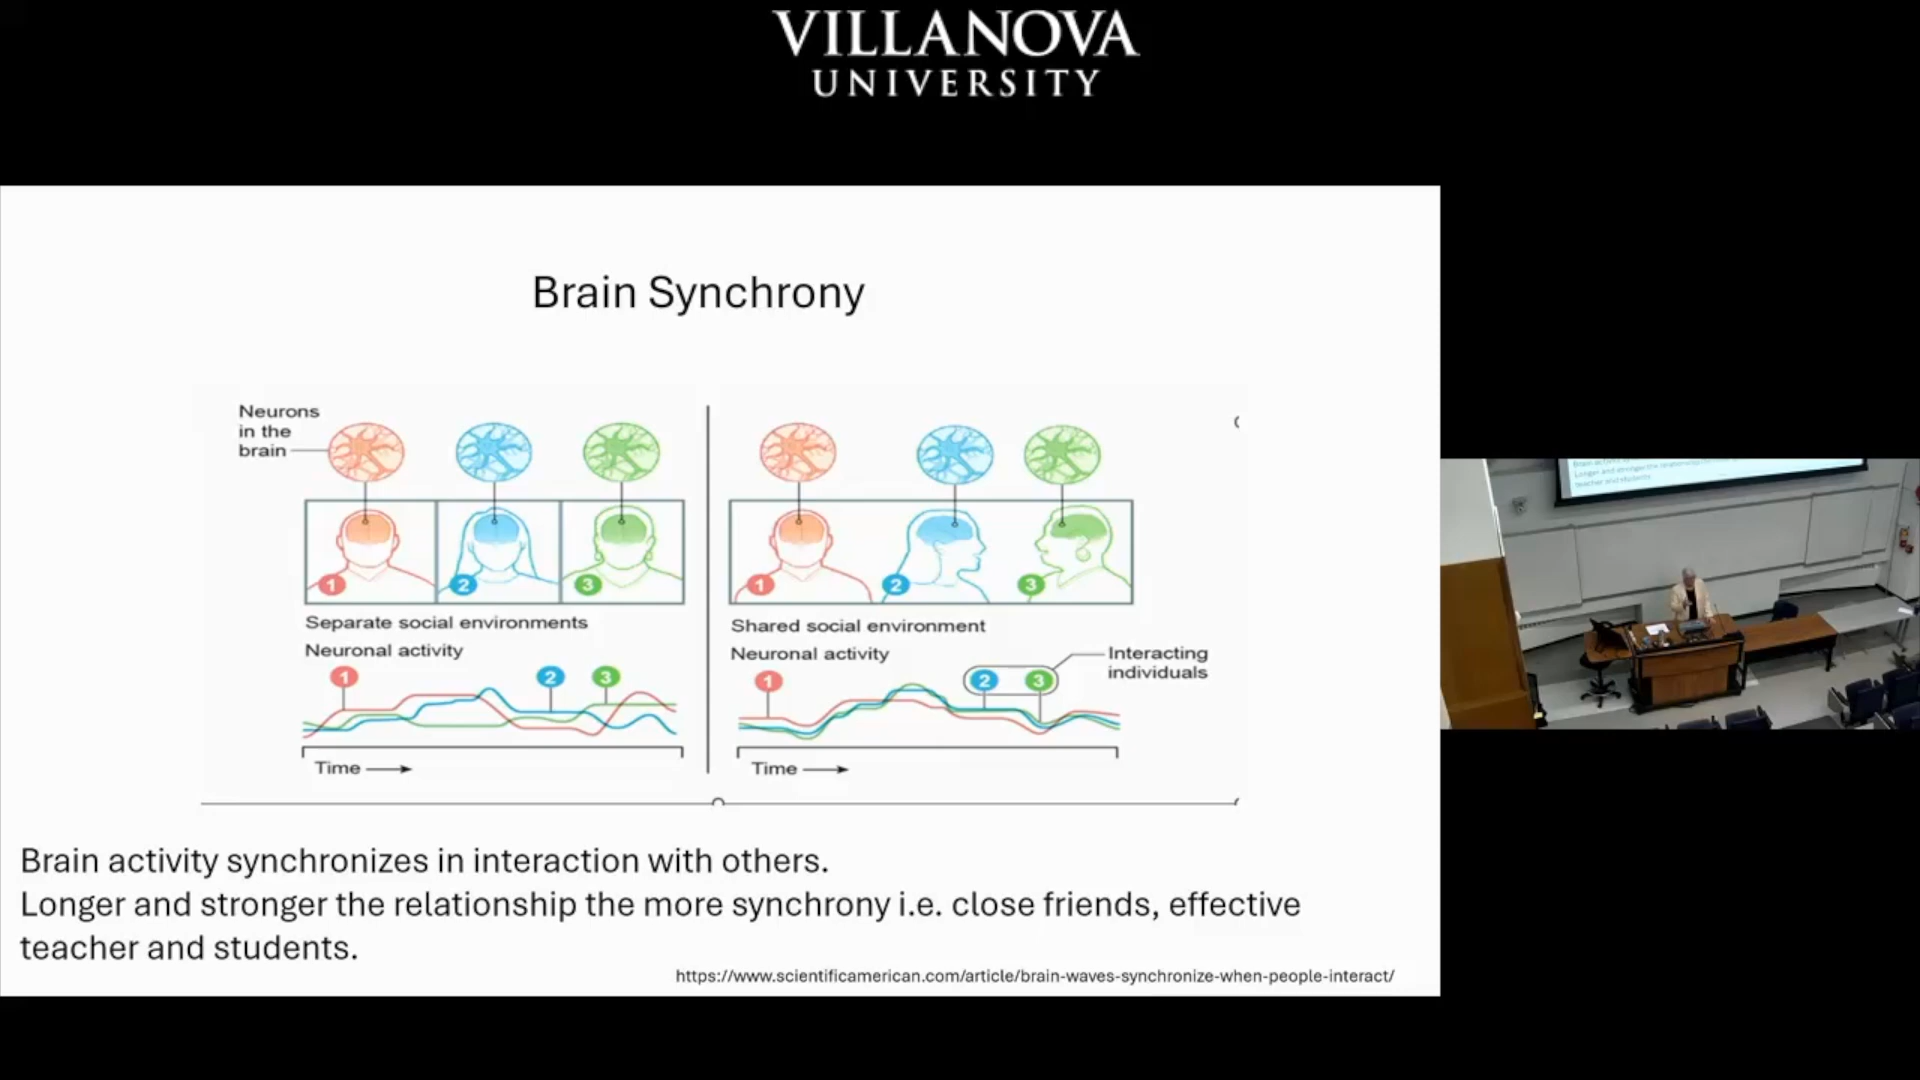 VILLANOVA
UNIVERSITY
Brain Synchrony
Neurons
in the
brain
1
2
3
1
2
3
Separate social environments
Neuronal activity
1
2
3
Time
Shared social environment
Neuronal activity
1
2
3
Interacting
individuals
Time
Brain activity synchronizes in interaction with others.
Longer and stronger the relationship the more synchrony i.e. close friends, effective
teacher and students.
https://www.scientificamerican.com/article/brain-waves-synchronize-when-people-interact/